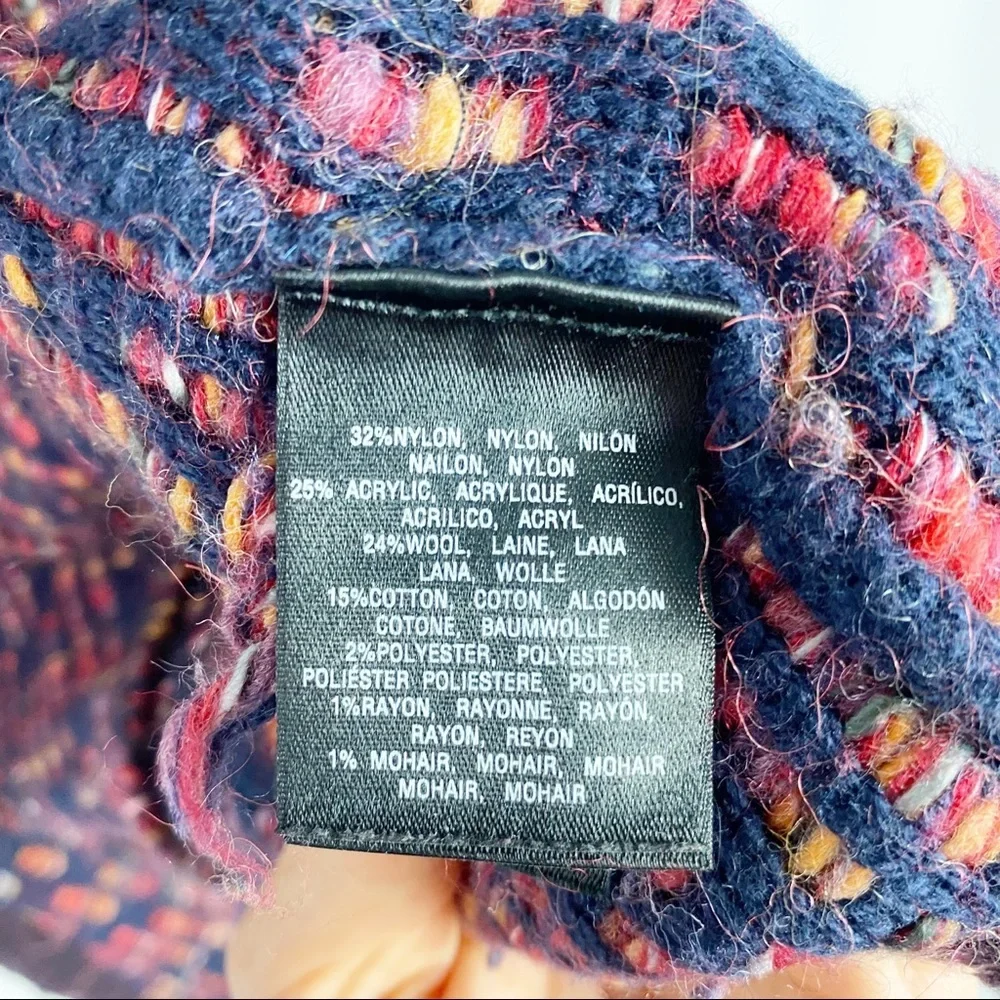 32%NYLON, NYLON, NILÓN
NAILON, NYLON
25% ACRYLIC, ACRYLIQUE, ACRÍLICO,
ACRILICO, ACRYL
24%WOOL, LAINE, LANA
LANA, WOLLE
15%COTTON, COTON, ALGODÓN
COTONE, BAUMWOLLE
2%POLYESTER, POLYESTER,
POLIÉSTER POLIESTERE, POLYESTER
1%RAYON, RAYONNE, RAYÓN,
RAYON, REYON
1% MOHAIR, MOHAIR, MOHAIR
MOHAIR, MOHAIR